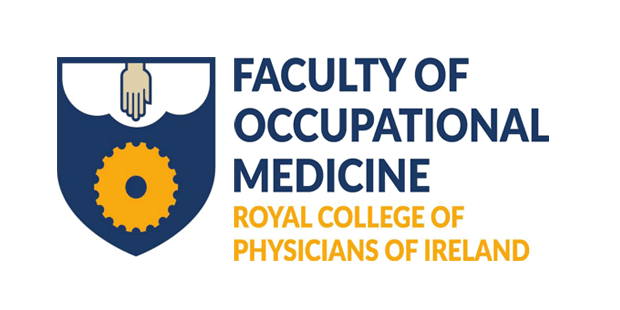 FACULTY OF
OCCUPATIONAL
MEDICINE
ROYAL COLLEGE OF
PHYSICIANS OF IRELAND